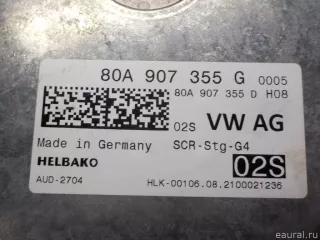 80A 907 355 G 0005
80A 907 355 D H08
02S VW AG
Made in Germany SCR-Stg-G4
HELBAKO 02S
AUD-2704 HLK-00106.08.2100021236
eaural.ru